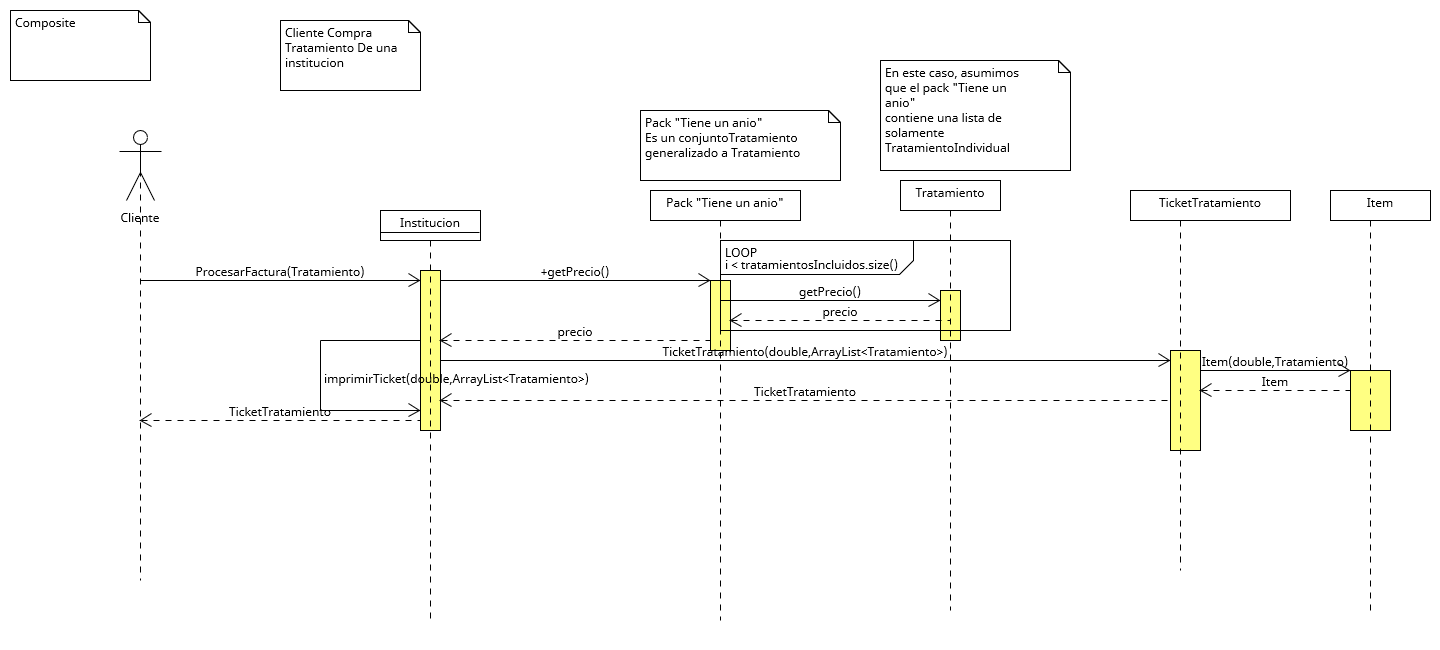 Composite
Cliente Compra
Tratamiento De una
institucion
En este caso, asumimos
que el pack "Tiene un
anio"
contiene una lista de
solamente
TratamientoIndividual
Pack "Tiene un anio"
Es un conjuntoTratamiento
generalizado a Tratamiento
Cliente
Institucion
Pack "Tiene un anio"
Tratamiento
TicketTratamiento
Item
LOOP
i < tratamientosIncluidos.size()
ProcesarFactura(Tratamiento)
+getPrecio()
getPrecio()
precio
precio
TicketTratamiento(double,ArrayList<Tratamiento>)
Item(double,Tratamiento)
imprimirTicket(double,ArrayList<Tratamiento>)
Item
TicketTratamiento
TicketTratamiento